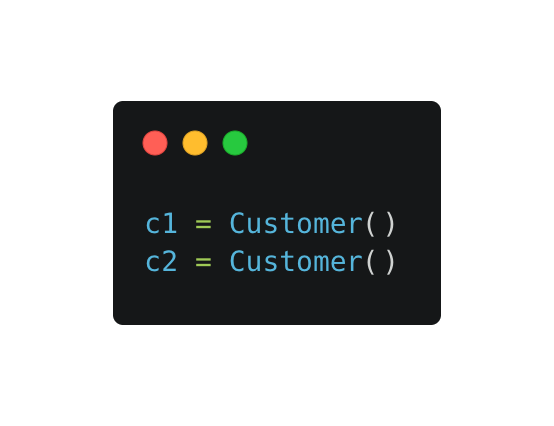 c1 = Customer()
c2 = Customer()